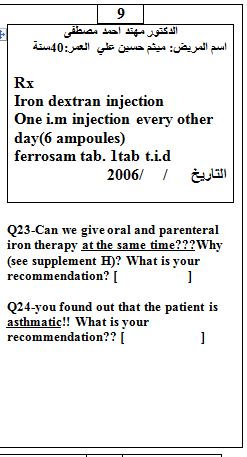 9
الدكتور مهند احمد مصطفى
اسم المريض: ميثم حسين علي العمر:40سنة
Rx
Iron dextran injection
One i.m injection every other
day(6 ampoules)
ferrosam tab. 1tab t.i.d
التاريخ / /2006
Q23-Can we give oral and parenteral
iron therapy at the same time???Why
(see supplement H)? What is your
recommendation? [ ]
Q24-you found out that the patient is
asthmatic!! What is your
recommendation?? [ ]